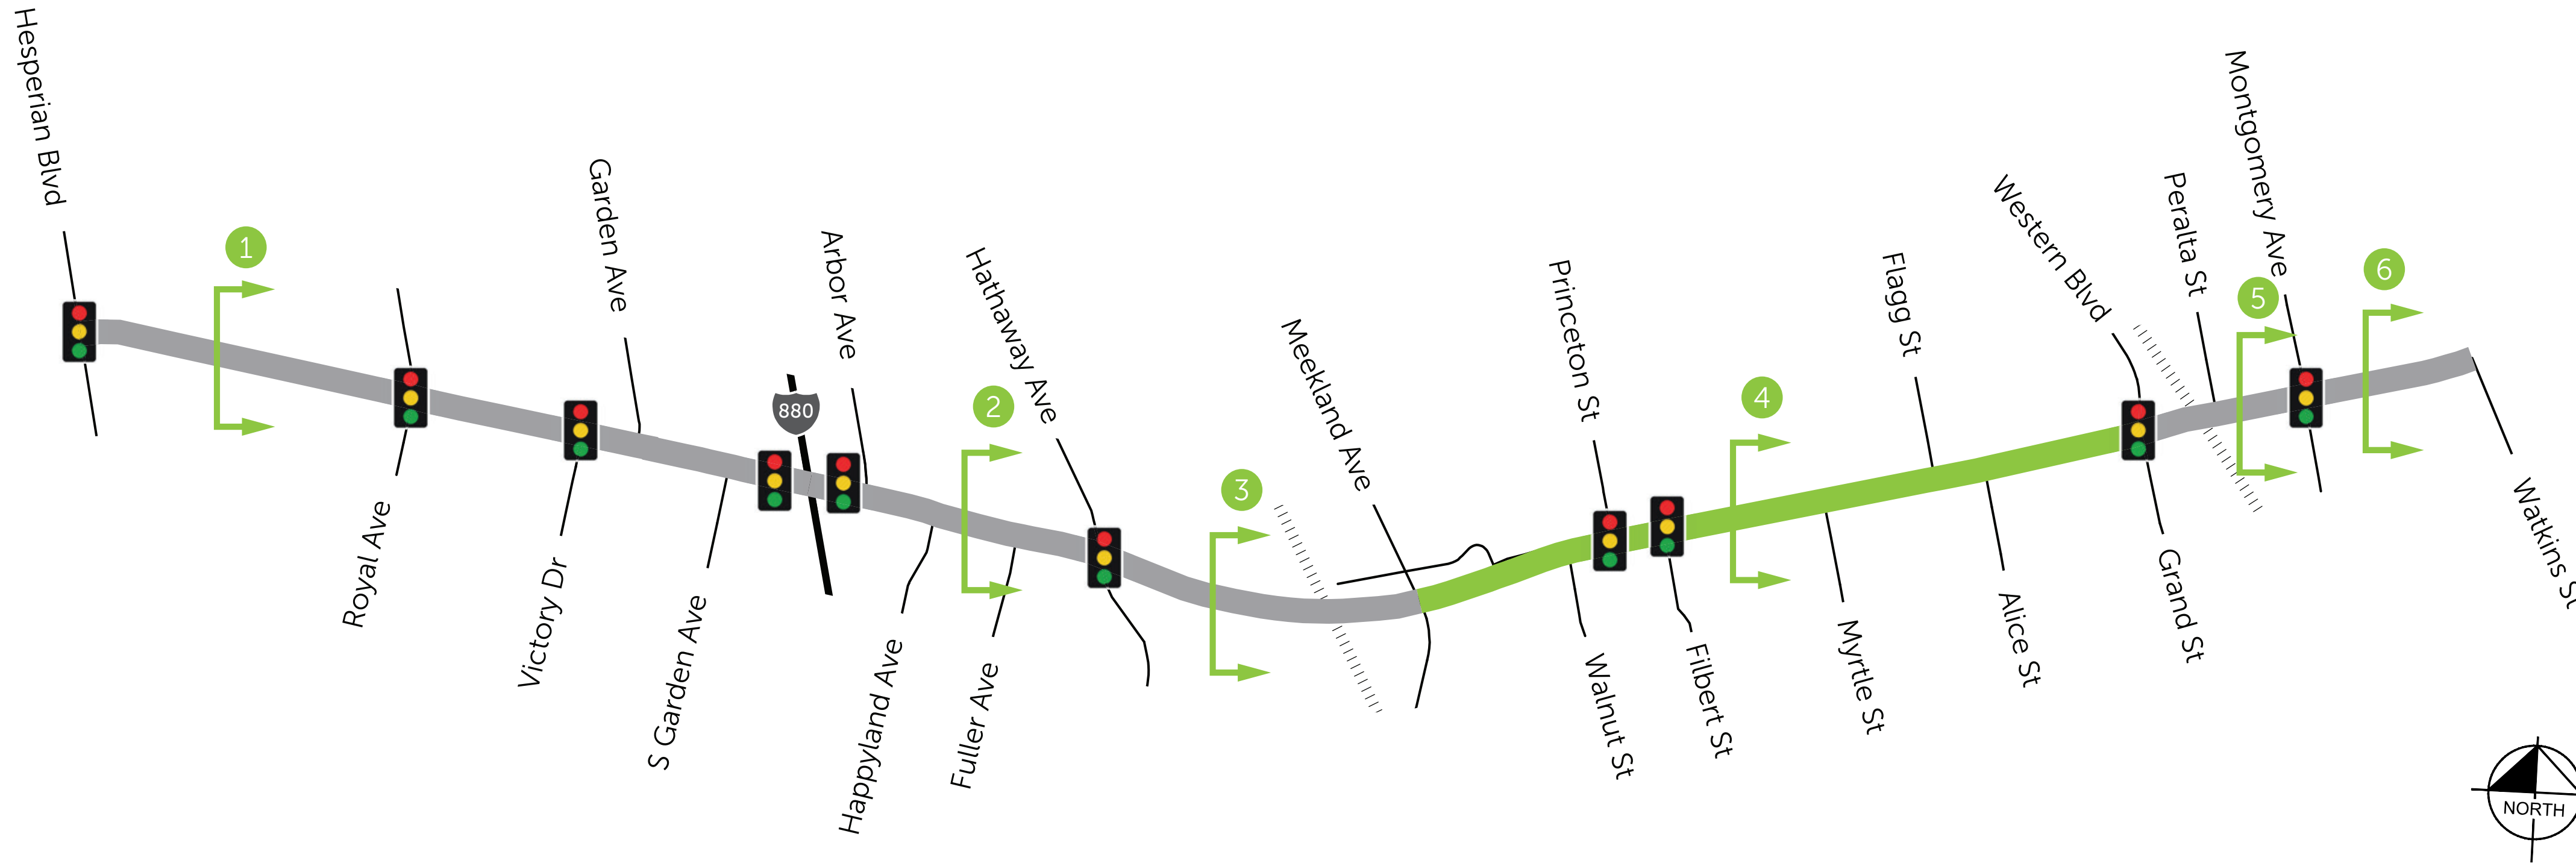 Hesperian Blvd
1
Royal Ave
Victory Dr
Garden Ave
S Garden Ave
880
Arbor Ave
Happyland Ave
Fuller Ave
2
Hathaway Ave
3
Meekland Ave
Princeton St
Walnut St
Filbert St
4
Myrtle St
Flagg St
Alice St
Western Blvd
Grand St
Peralta St
5
Montgomery Ave
6
Watkins St
NORTH